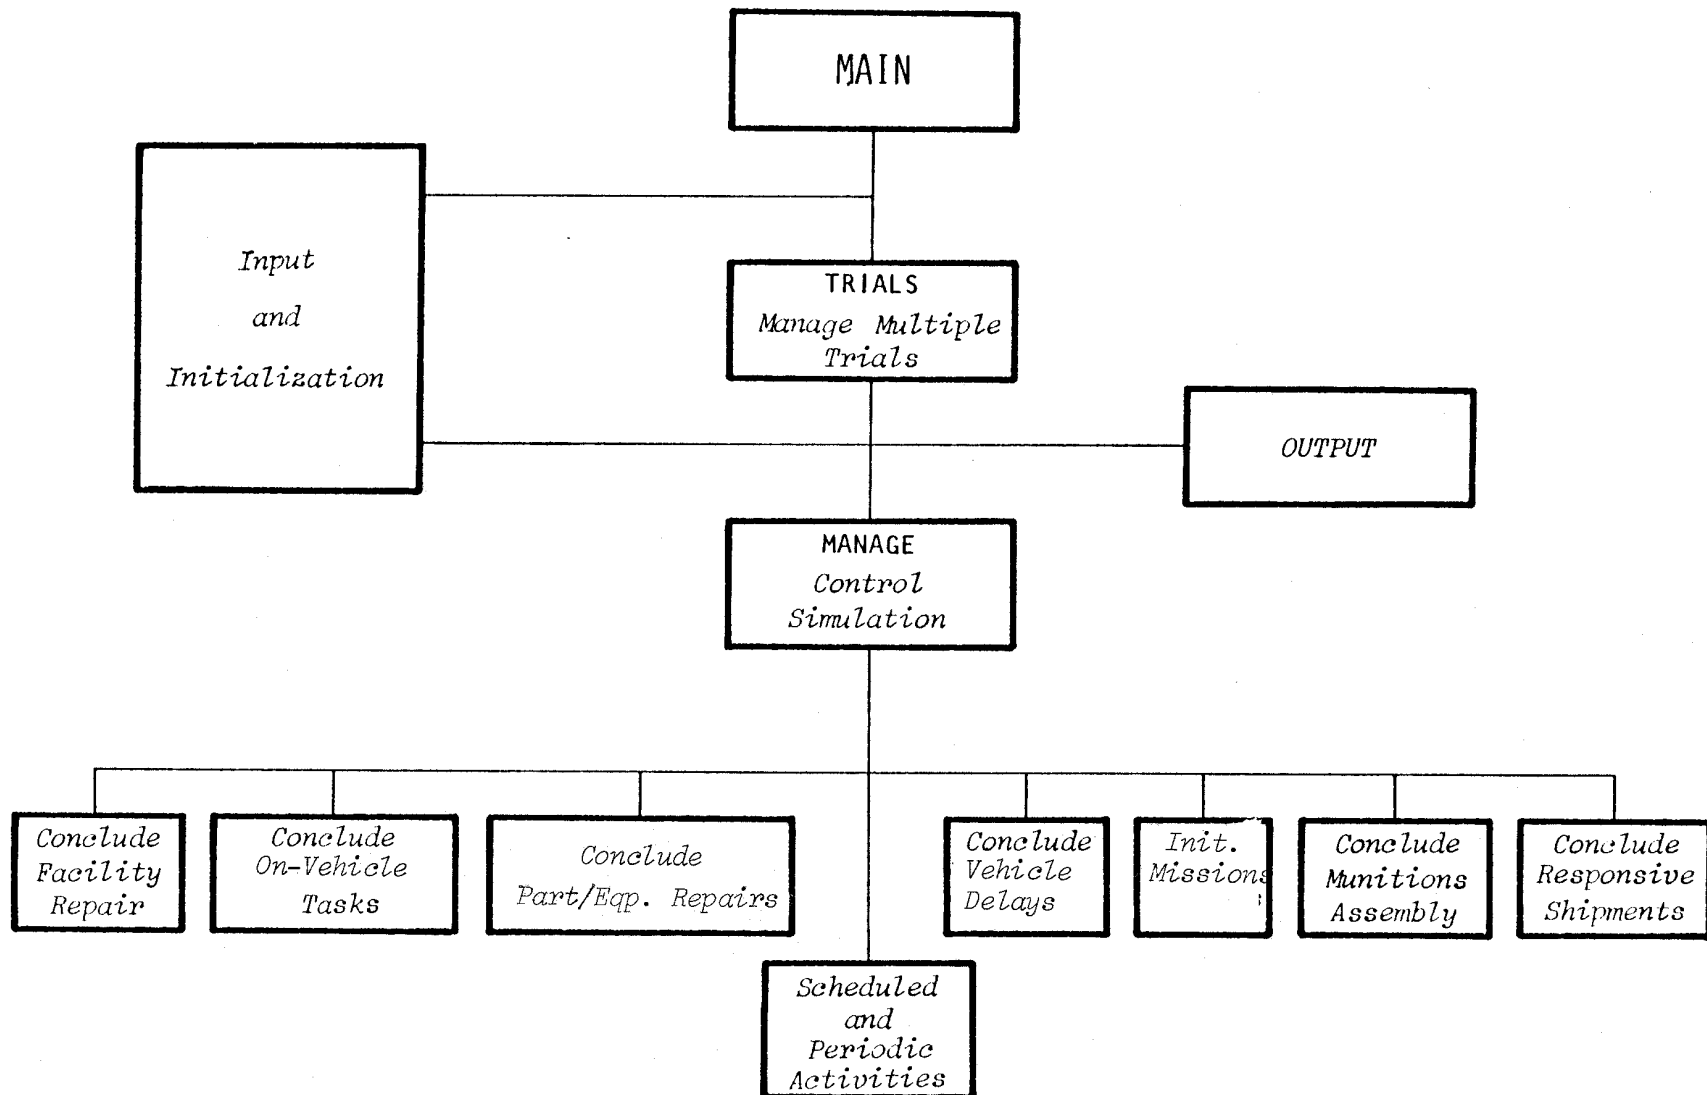 MAIN
Input
and
Initialization
TRIALS
Manage Multiple
Trials
OUTPUT
MANAGE
Control
Simulation
Conclude
Facility
Repair
Conclude
On-Vehicle
Tasks
Conclude
Part/Eqp. Repairs
Conclude
Vehicle
Delays
Init.
Missions
Conclude
Munitions
Assembly
Conclude
Responsive
Shipments
Scheduled
and
Periodic
Activities